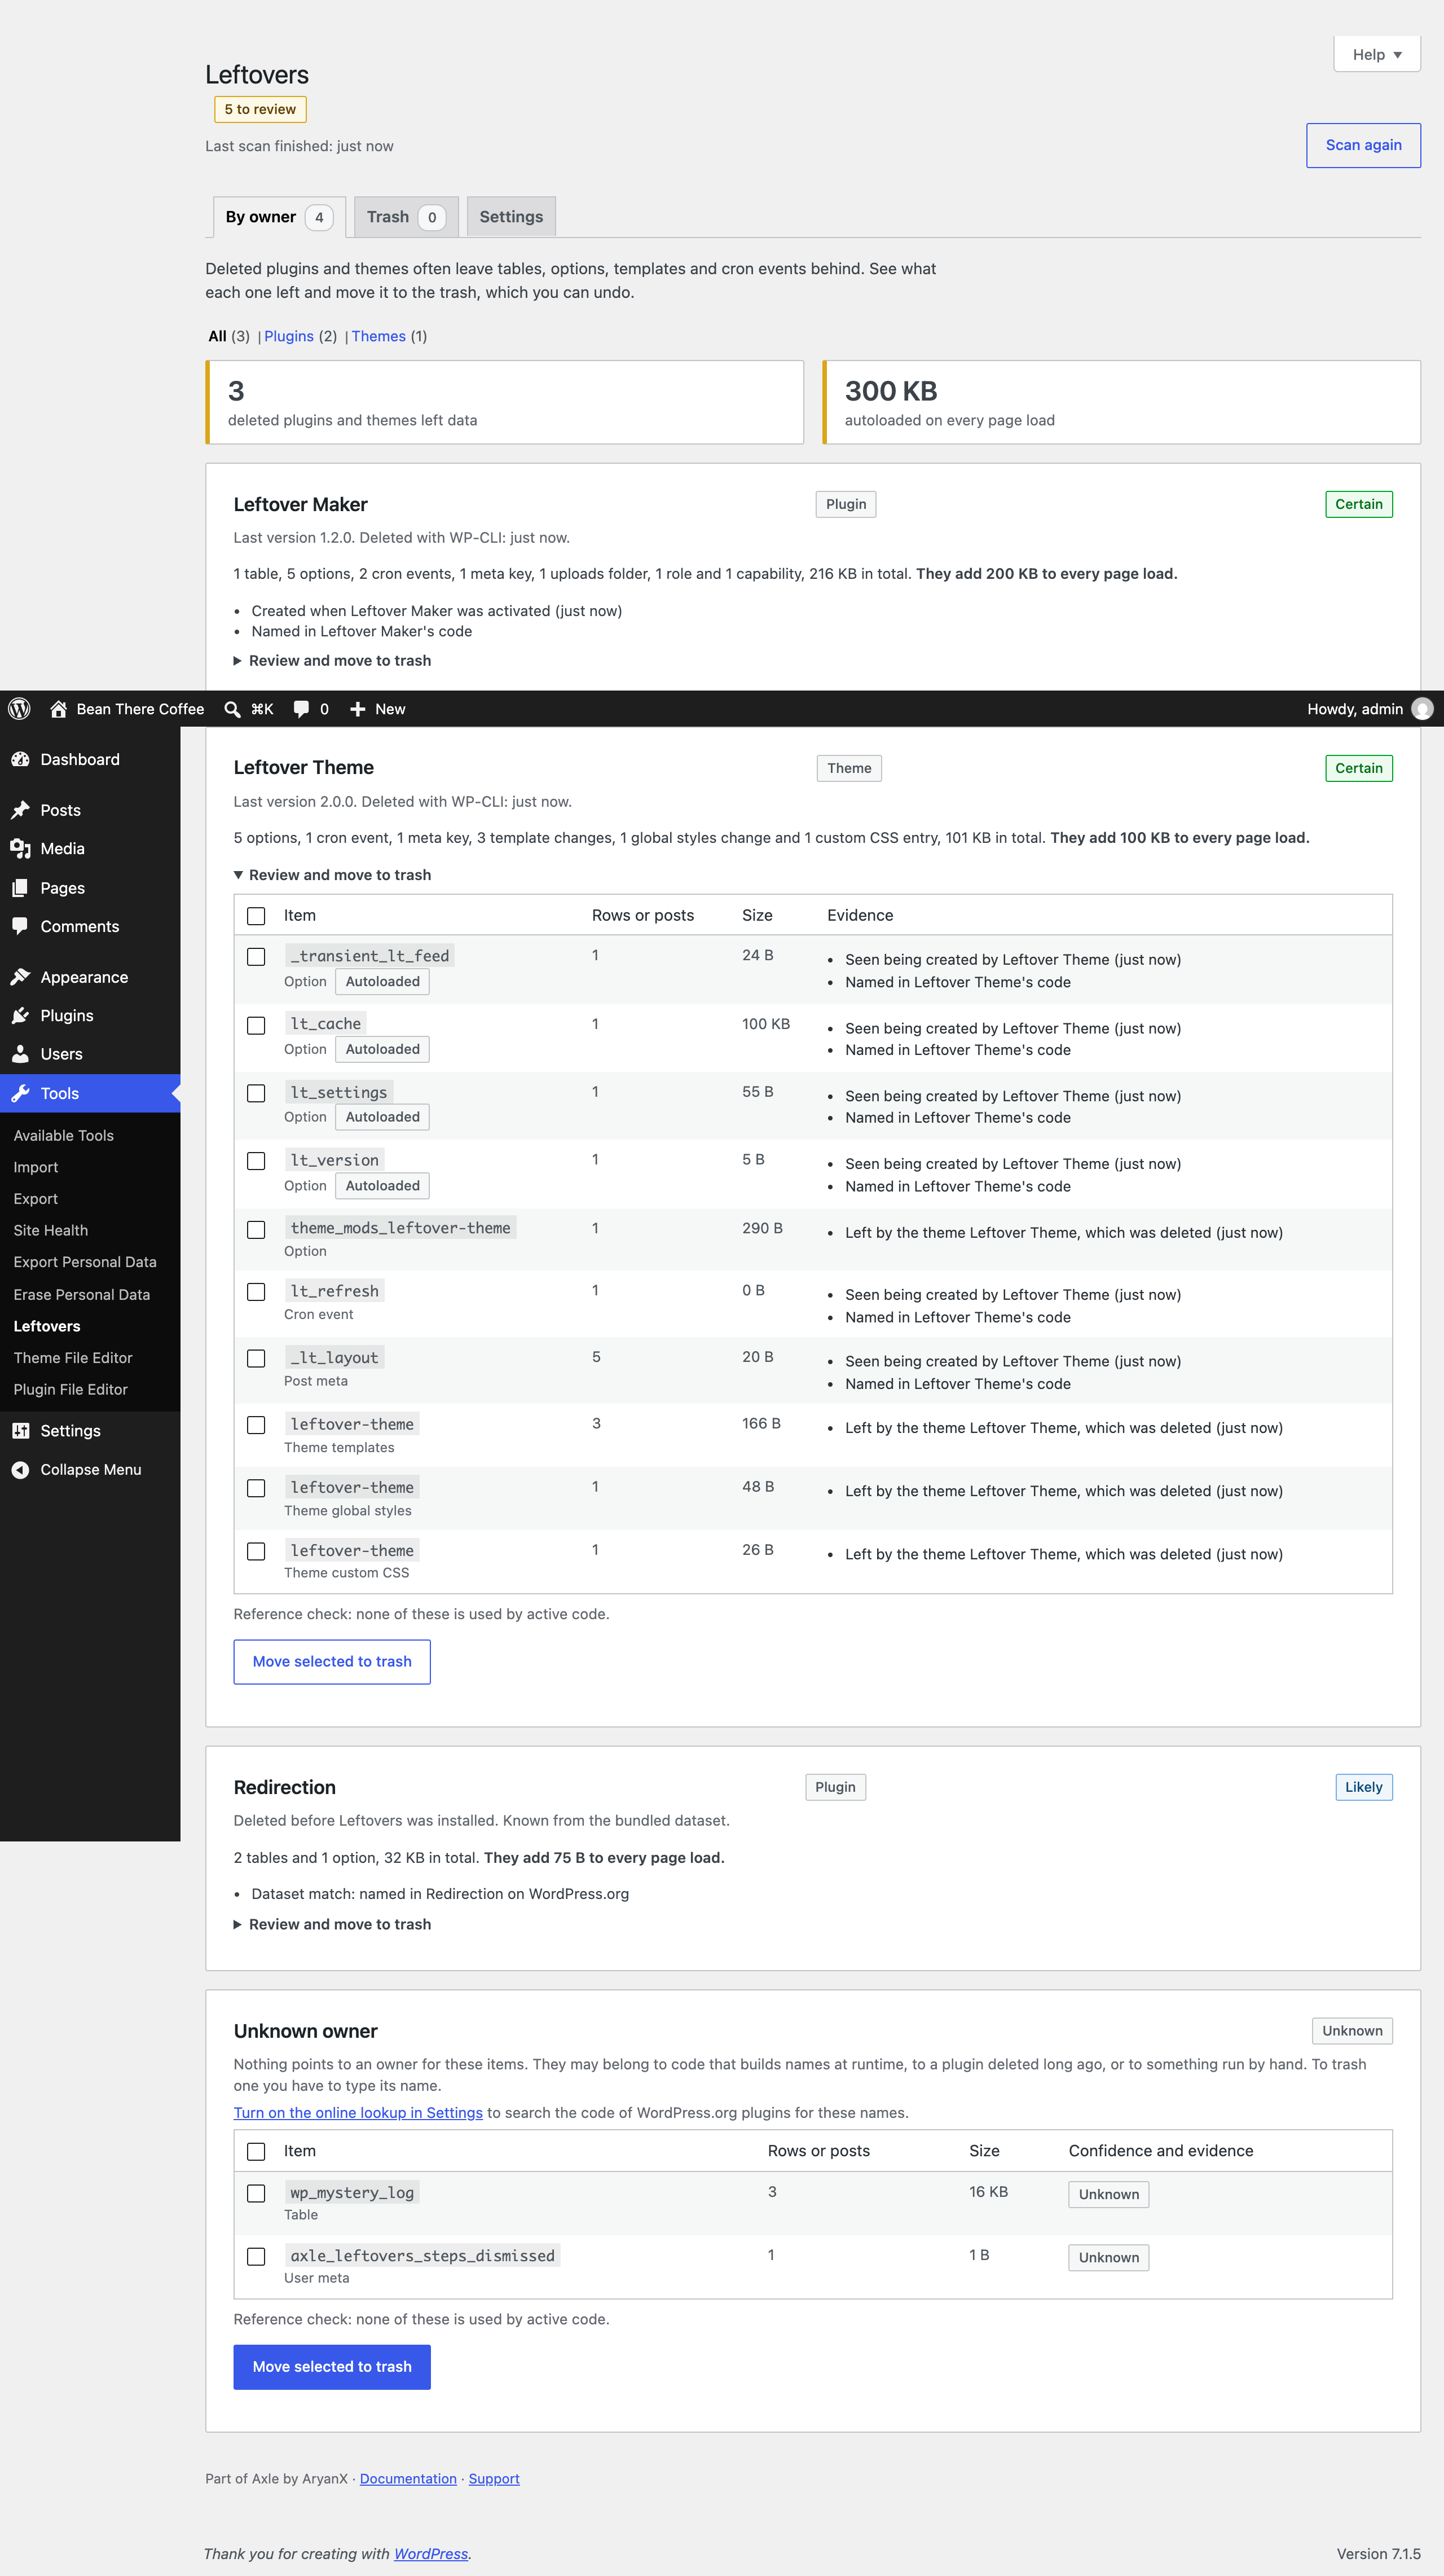 Help
Leftovers
5 to review
Last scan finished: just now
Scan again
By owner 4
Trash 0
Settings
Deleted plugins and themes often leave tables, options, templates and cron events behind. See what
each one left and move it to the trash, which you can undo.
All (3) | Plugins (2) | Themes (1)
3
deleted plugins and themes left data
300 KB
autoloaded on every page load
Leftover Maker
Plugin
Certain
Last version 1.2.0. Deleted with WP-CLI: just now.
1 table, 5 options, 2 cron events, 1 meta key, 1 uploads folder, 1 role and 1 capability, 216 KB in total. They add 200 KB to every page load.
Created when Leftover Maker was activated (just now)
Named in Leftover Maker's code
Review and move to trash
Bean There Coffee
⌘K
0
New
Howdy, admin
Dashboard
Posts
Media
Pages
Comments
Appearance
Plugins
Users
Tools
Available Tools
Import
Export
Site Health
Export Personal Data
Erase Personal Data
Leftovers
Theme File Editor
Plugin File Editor
Settings
Collapse Menu
Leftover Theme
Theme
Certain
Last version 2.0.0. Deleted with WP-CLI: just now.
5 options, 1 cron event, 1 meta key, 3 template changes, 1 global styles change and 1 custom CSS entry, 101 KB in total. They add 100 KB to every page load.
Review and move to trash
Item Rows or posts Size Evidence
_transient_lt_feed 1 24 B
Option Autoloaded
Seen being created by Leftover Theme (just now)
Named in Leftover Theme's code
lt_cache 1 100 KB
Option Autoloaded
Seen being created by Leftover Theme (just now)
Named in Leftover Theme's code
lt_settings 1 55 B
Option Autoloaded
Seen being created by Leftover Theme (just now)
Named in Leftover Theme's code
lt_version 1 5 B
Option Autoloaded
Seen being created by Leftover Theme (just now)
Named in Leftover Theme's code
theme_mods_leftover-theme 1 290 B
Option
Left by the theme Leftover Theme, which was deleted (just now)
lt_refresh 1 0 B
Cron event
Seen being created by Leftover Theme (just now)
Named in Leftover Theme's code
_lt_layout 5 20 B
Post meta
Seen being created by Leftover Theme (just now)
Named in Leftover Theme's code
leftover-theme 3 166 B
Theme templates
Left by the theme Leftover Theme, which was deleted (just now)
leftover-theme 1 48 B
Theme global styles
Left by the theme Leftover Theme, which was deleted (just now)
leftover-theme 1 26 B
Theme custom CSS
Left by the theme Leftover Theme, which was deleted (just now)
Reference check: none of these is used by active code.
Move selected to trash
Redirection
Plugin
Likely
Deleted before Leftovers was installed. Known from the bundled dataset.
2 tables and 1 option, 32 KB in total. They add 75 B to every page load.
Dataset match: named in Redirection on WordPress.org
Review and move to trash
Unknown owner
Unknown
Nothing points to an owner for these items. They may belong to code that builds names at runtime, to a plugin deleted long ago, or to something run by hand. To trash
one you have to type its name.
Turn on the online lookup in Settings to search the code of WordPress.org plugins for these names.
Item Rows or posts Size Confidence and evidence
wp_mystery_log 3 16 KB Unknown
Table
axle_leftovers_steps_dismissed 1 1 B Unknown
User meta
Reference check: none of these is used by active code.
Move selected to trash
Part of Axle by AryanX · Documentation · Support
Thank you for creating with WordPress.
Version 7.1.5